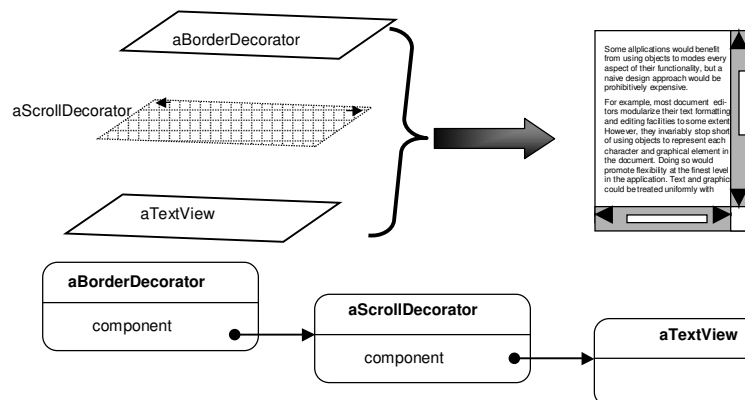 aBorderDecorator
aScrollDecorator
aTextView
Some allplications would benefit
from using objects to modes every
aspect of their functionality, but a
naive design approach would be
prohibitively expensive.
For example, most document edi-
tors modularize their text formatting
and editing facilities to some extent
However, they invariably stop short
of using objects to represent each
character and graphical element in
the document. Doing so would
promote flexibility at the finest level
in the application. Text and graphic
could be treated uniformly with
aBorderDecorator
component
aScrollDecorator
component
aTextView